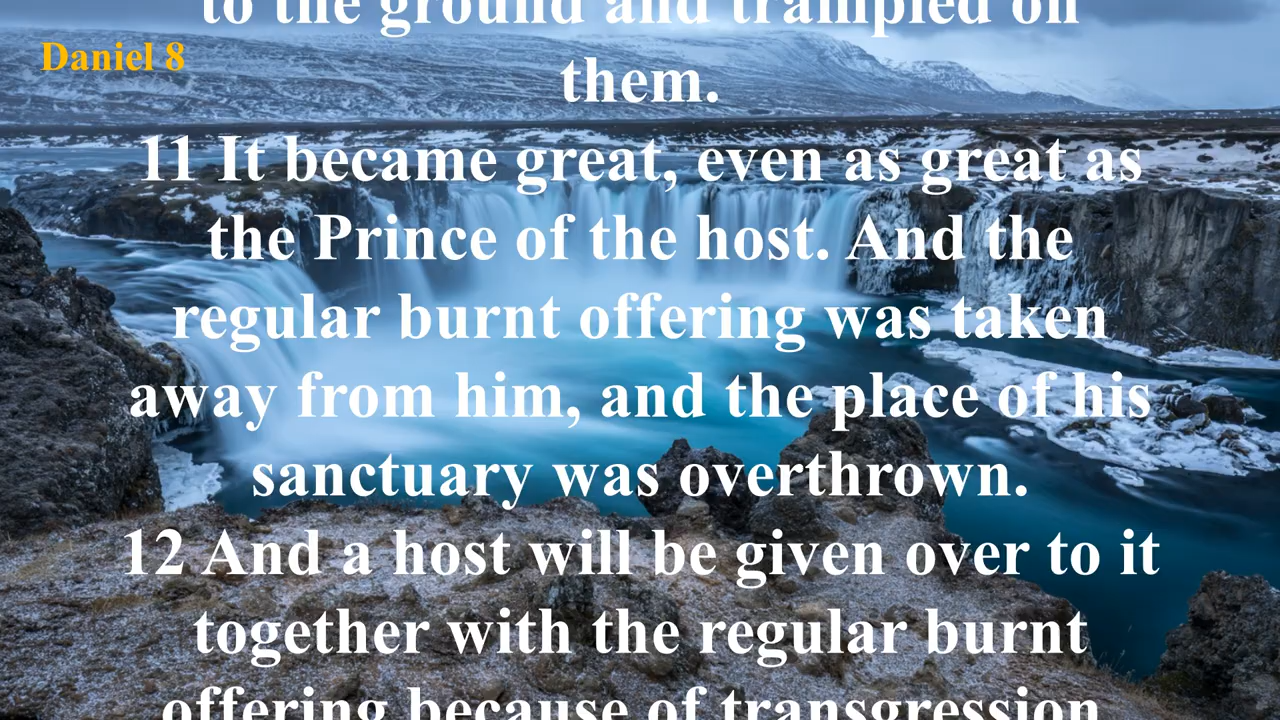 to the ground and trampled on
Daniel 8
them.
11 It became great, even as great as
the Prince of the host. And the
regular burnt offering was taken
away from him, and the place of his
sanctuary was overthrown.
12 And a host will be given over to it
together with the regular burnt
offering because of transgression,